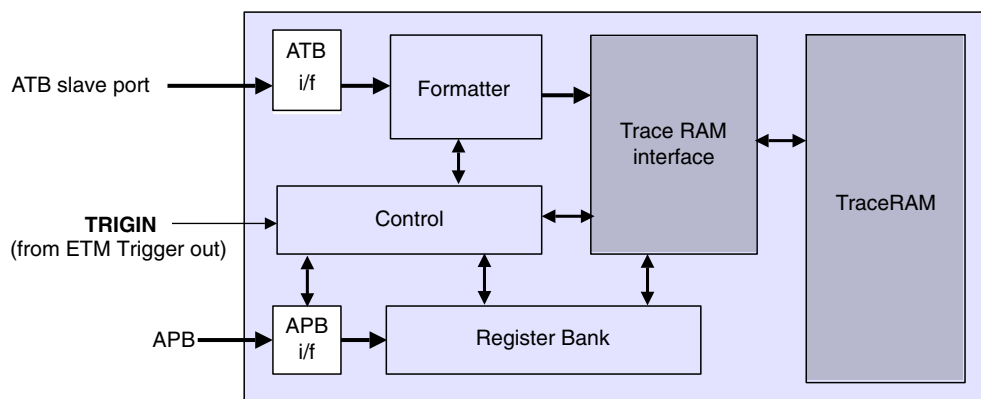 ATB
i/f
ATB slave port
Formatter
Trace RAM
interface
TraceRAM
Control
TRIGIN
(from ETM Trigger out)
APB
APB
i/f
Register Bank